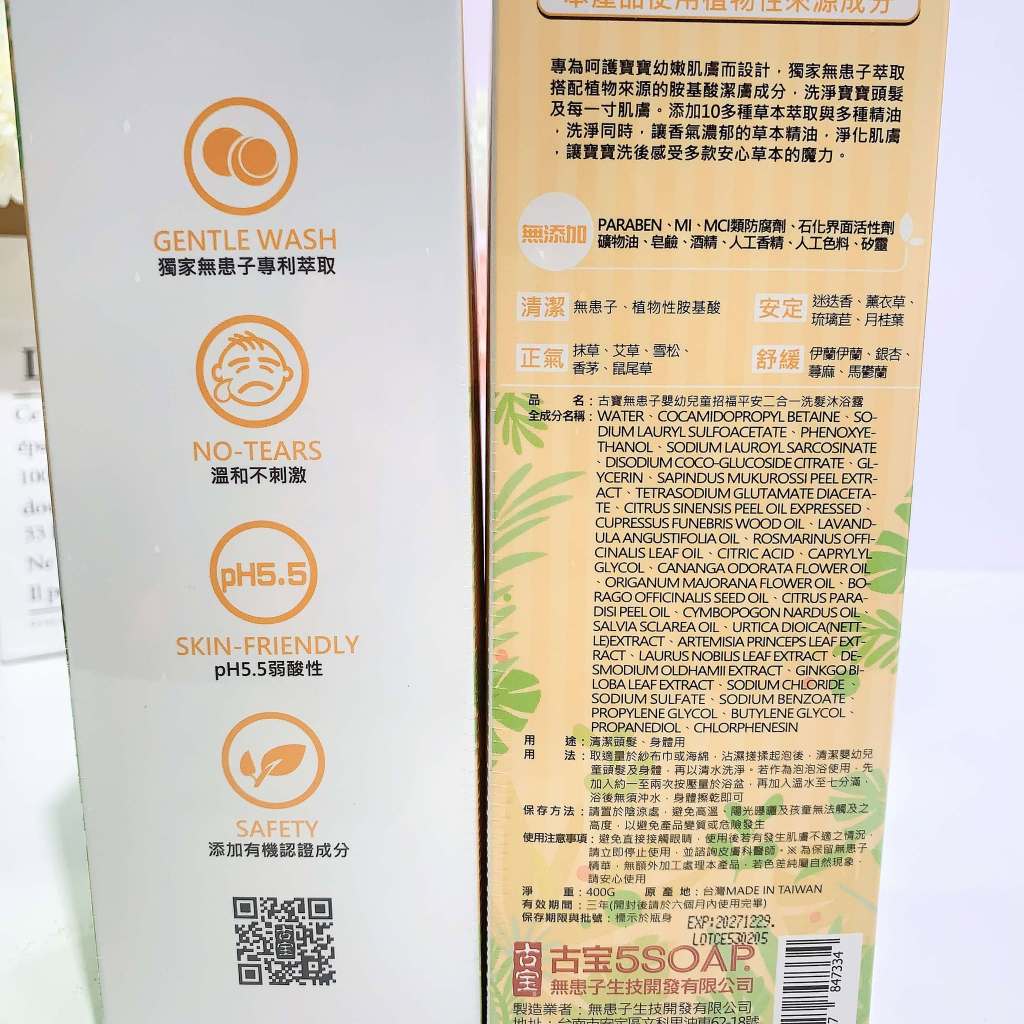 GENTLE WASH
獨家無患子專利萃取
NO-TEARS
溫和不刺激
pH5.5
SKIN-FRIENDLY
pH5.5弱酸性
SAFETY
添加有機認證成分
古宝
本產品使用植物性來源成分
專為呵護寶寶幼嫩肌膚而設計，獨家無患子萃取
搭配植物來源的胺基酸潔膚成分，洗淨寶寶頭髮
及每一寸肌膚。添加10多種草本萃取與多種精油
，洗淨同時，讓香氣濃郁的草本精油，淨化肌膚
，讓寶寶洗後感受多款安心草本的魔力。
無添加
PARABEN、MI、MCI類防腐劑、石化界面活性劑
礦物油、皂鹼、酒精、人工香精、人工色料、矽靈
清潔 無患子、植物性胺基酸
安定 迷迭香、薰衣草、
琉璃苣、月桂葉
正氣 抹草、艾草、雪松、
香茅、鼠尾草
舒緩 伊蘭伊蘭、銀杏、
蕁麻、馬鬱蘭
品 名：古寶無患子嬰幼兒童招福平安二合一洗髮沐浴露
全成分名稱：WATER、COCAMIDOPROPYL BETAINE、SO-
DIUM LAURYL SULFOACETATE、PHENOXYE-
THANOL、SODIUM LAUROYL SARCOSINATE
、DISODIUM COCO-GLUCOSIDE CITRATE、GL-
YCERIN、SAPINDUS MUKUROSSI PEEL EXTR-
ACT、TETRASODIUM GLUTAMATE DIACETA-
TE、CITRUS SINENSIS PEEL OIL EXPRESSED、
CUPRESSUS FUNEBRIS WOOD OIL、LAVAND-
ULA ANGUSTIFOLIA OIL、ROSMARINUS OFFI-
CINALIS LEAF OIL、CITRIC ACID、CAPRYLYL
GLYCOL、CANANGA ODORATA FLOWER OIL
、ORIGANUM MAJORANA FLOWER OIL、BO-
RAGO OFFICINALIS SEED OIL、CITRUS PARA-
DISI PEEL OIL、CYMBOPOGON NARDUS OIL、
SALVIA SCLAREA OIL、URTICA DIOICA(NETT-
LE)EXTRACT、ARTEMISIA PRINCEPS LEAF EXT-
RACT、LAURUS NOBILIS LEAF EXTRACT、DE-
SMODIUM OLDHAMII EXTRACT、GINKGO BI-
LOBA LEAF EXTRACT、SODIUM CHLORIDE、
SODIUM SULFATE、SODIUM BENZOATE、
PROPYLENE GLYCOL、BUTYLENE GLYCOL、
PROPANEDIOL、CHLORPHENESIN
用 途：清潔頭髮、身體用
用 法：取適量於紗布巾或海綿，沾濕搓揉起泡後，清潔嬰幼兒
童頭髮及身體，再以清水洗淨。若作為泡泡浴使用，先
加入約一至兩次按壓量於浴盆，再加入溫水至七分滿，
浴後無須沖水，身體擦乾即可
保存方法：請置於陰涼處，避免高溫、陽光曝曬及孩童無法觸及之
高度，以避免產品變質或危險發生
使用注意事項：避免直接接觸眼睛，使用後若有發生肌膚不適之情況，
請立即停止使用，並諮詢皮膚科醫師。※為保留無患子
精華，無額外加工處理本產品，若色差純屬自然現象，
請安心使用
淨 重：400G 原 產 地：台灣MADE IN TAIWAN
有效期間：三年(開封後請於六個月內使用完畢)
保存期限與批號：標示於瓶身
EXP:20271229.
LOTCE530205
古宝
古宝5SOAP.
無患子生技開發有限公司
製造業者：無患子生技開發有限公司
地址：台南市安定區文科里油車62-18號
847334